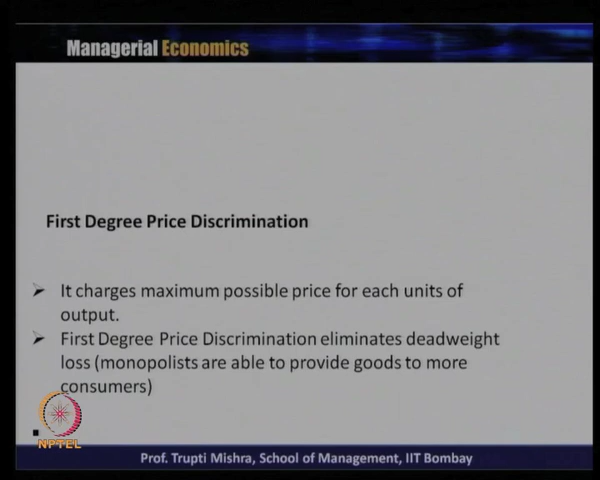 Managerial Economics
First Degree Price Discrimination
It charges maximum possible price for each units of
output.
First Degree Price Discrimination eliminates deadweight
loss (monopolists are able to provide goods to more
consumers)
NPTEL
Prof. Trupti Mishra, School of Management, IIT Bombay